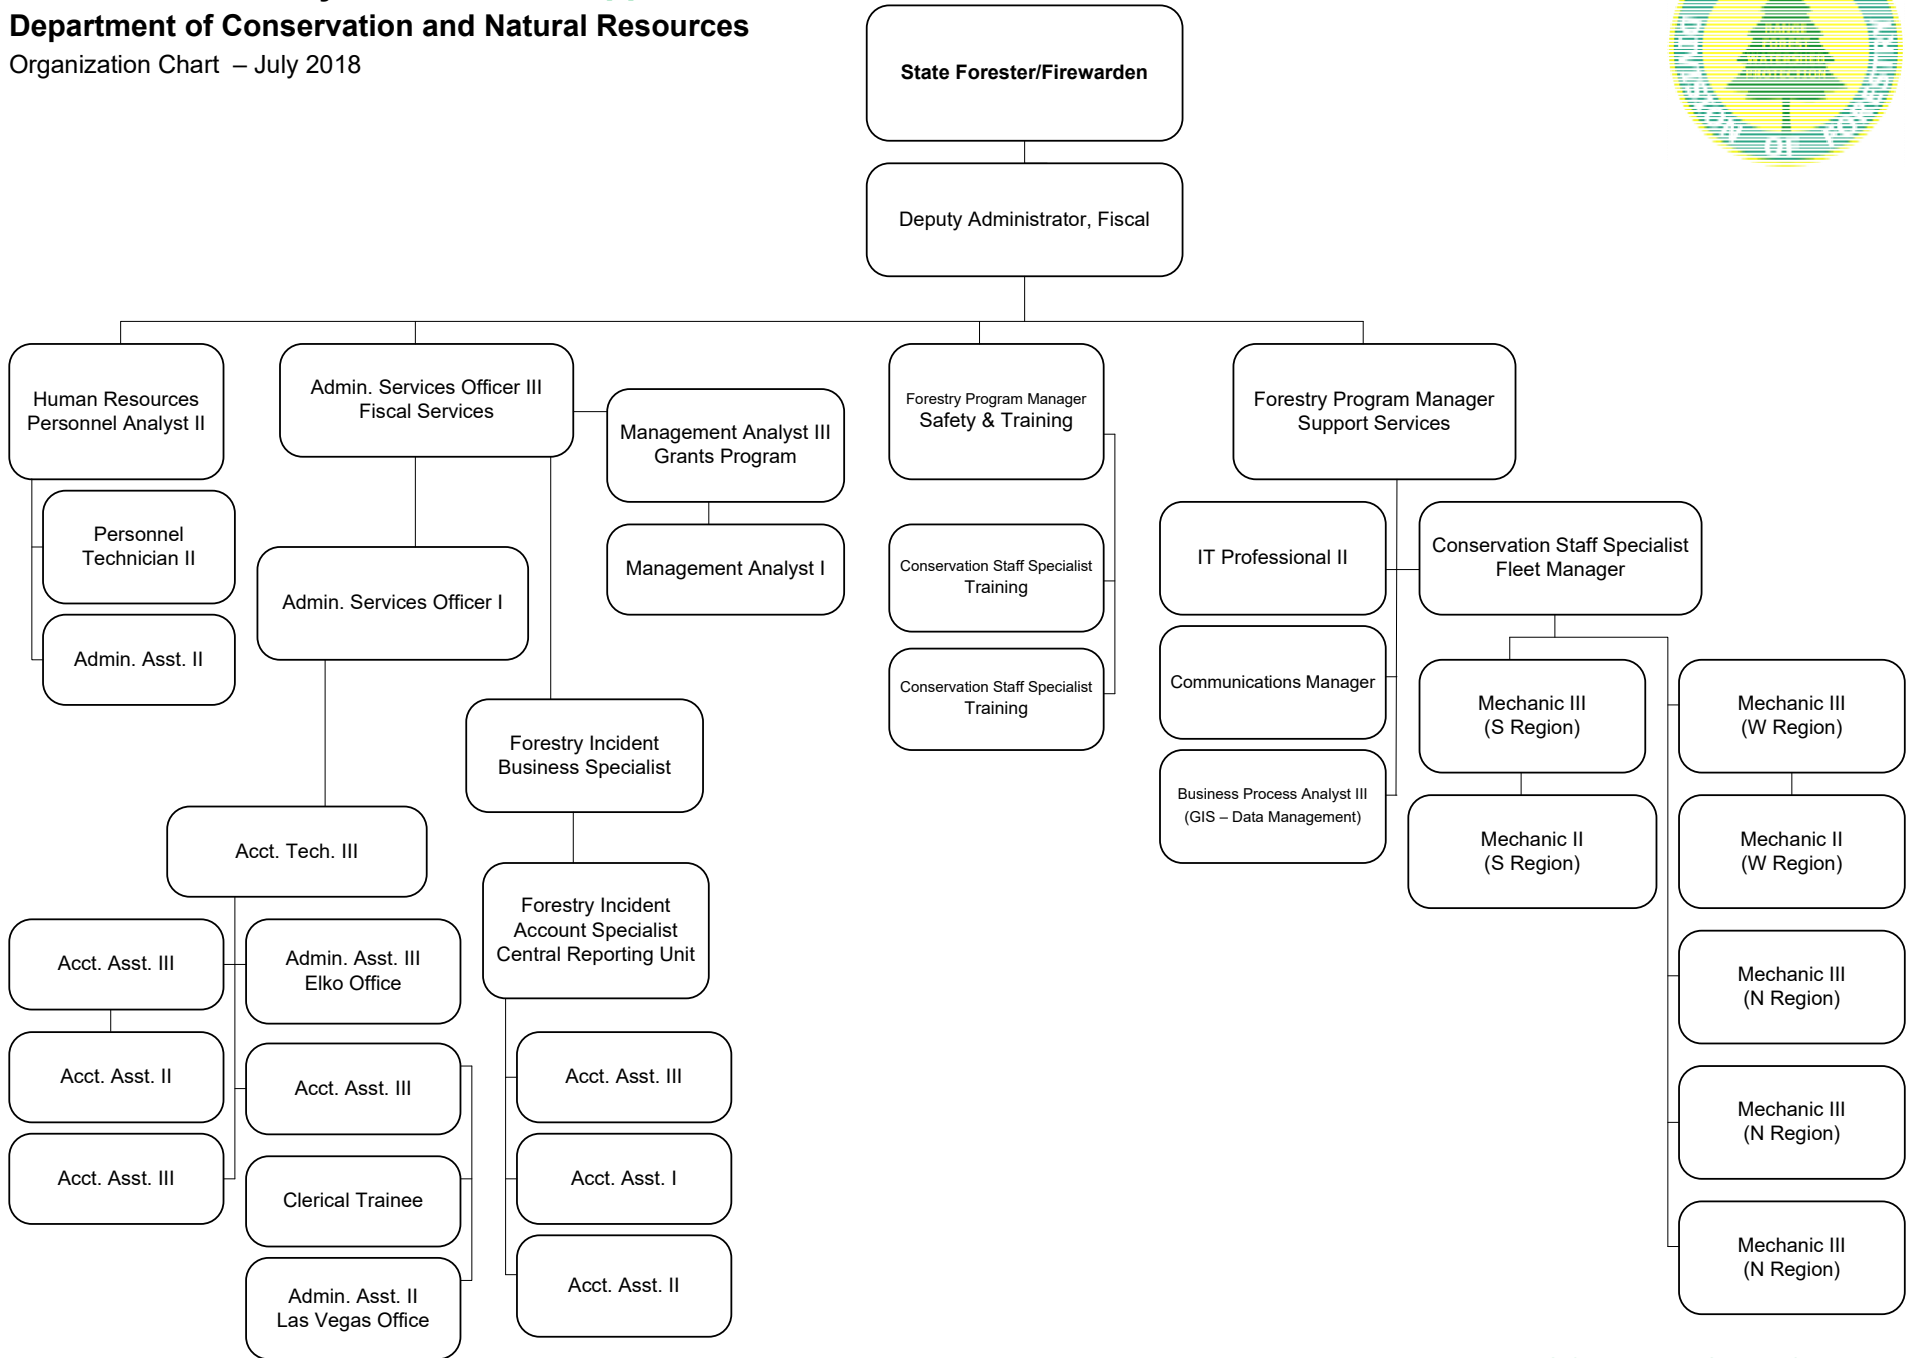 Department of Conservation and Natural Resources
Organization Chart – July 2018
DIVISION OF FORESTRY
State Forester/Firewarden
Deputy Administrator, Fiscal
Human Resources
Personnel Analyst II
Personnel
Technician II
Admin. Asst. II
Admin. Services Officer III
Fiscal Services
Management Analyst III
Grants Program
Management Analyst I
Admin. Services Officer I
Forestry Incident
Business Specialist
Acct. Tech. III
Forestry Incident
Account Specialist
Central Reporting Unit
Acct. Asst. III
Acct. Asst. II
Acct. Asst. III
Admin. Asst. III
Elko Office
Acct. Asst. III
Clerical Trainee
Admin. Asst. II
Las Vegas Office
Acct. Asst. III
Acct. Asst. I
Acct. Asst. II
Forestry Program Manager
Safety & Training
Conservation Staff Specialist
Training
Conservation Staff Specialist
Training
Forestry Program Manager
Support Services
IT Professional II
Communications Manager
Business Process Analyst III
(GIS – Data Management)
Conservation Staff Specialist
Fleet Manager
Mechanic III
(S Region)
Mechanic II
(S Region)
Mechanic III
(W Region)
Mechanic II
(W Region)
Mechanic III
(N Region)
Mechanic III
(N Region)
Mechanic III
(N Region)